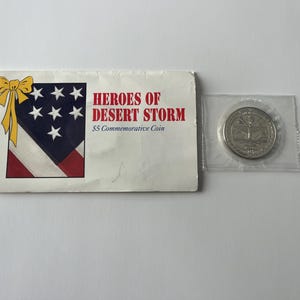 HEROES OF
DESERT STORM
$5 Commemorative Coin